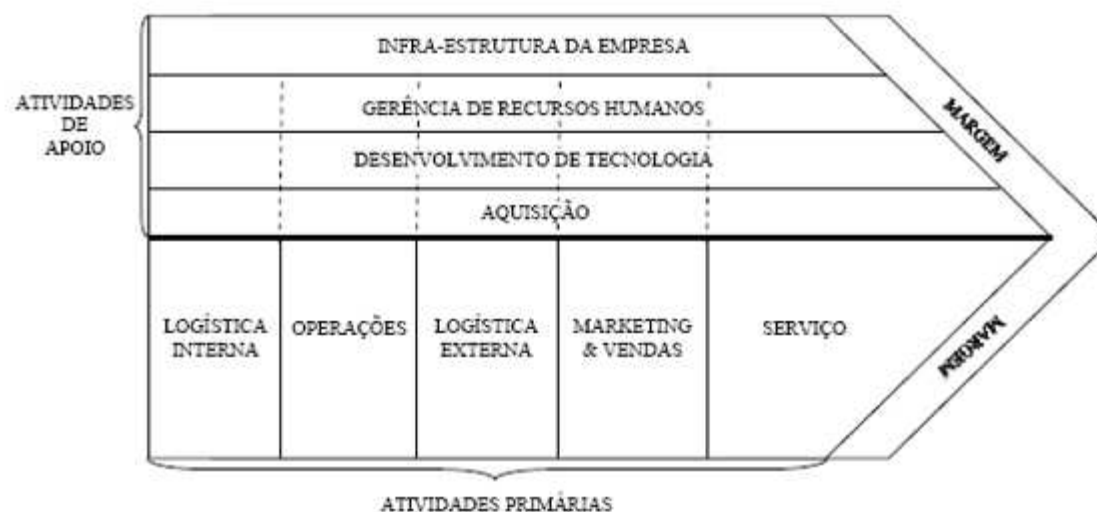 INFRA-ESTRUTURA DA EMPRESA
ATIVIDADES
DE
APOIO
GERÊNCIA DE RECURSOS HUMANOS
DESENVOLVIMENTO DE TECNOLOGIA
AQUISIÇÃO
MARGEM
LOGÍSTICA
INTERNA
OPERAÇÕES
LOGÍSTICA
EXTERNA
MARKETING
& VENDAS
SERVIÇO
MARGEM
ATIVIDADES PRIMÁRIAS